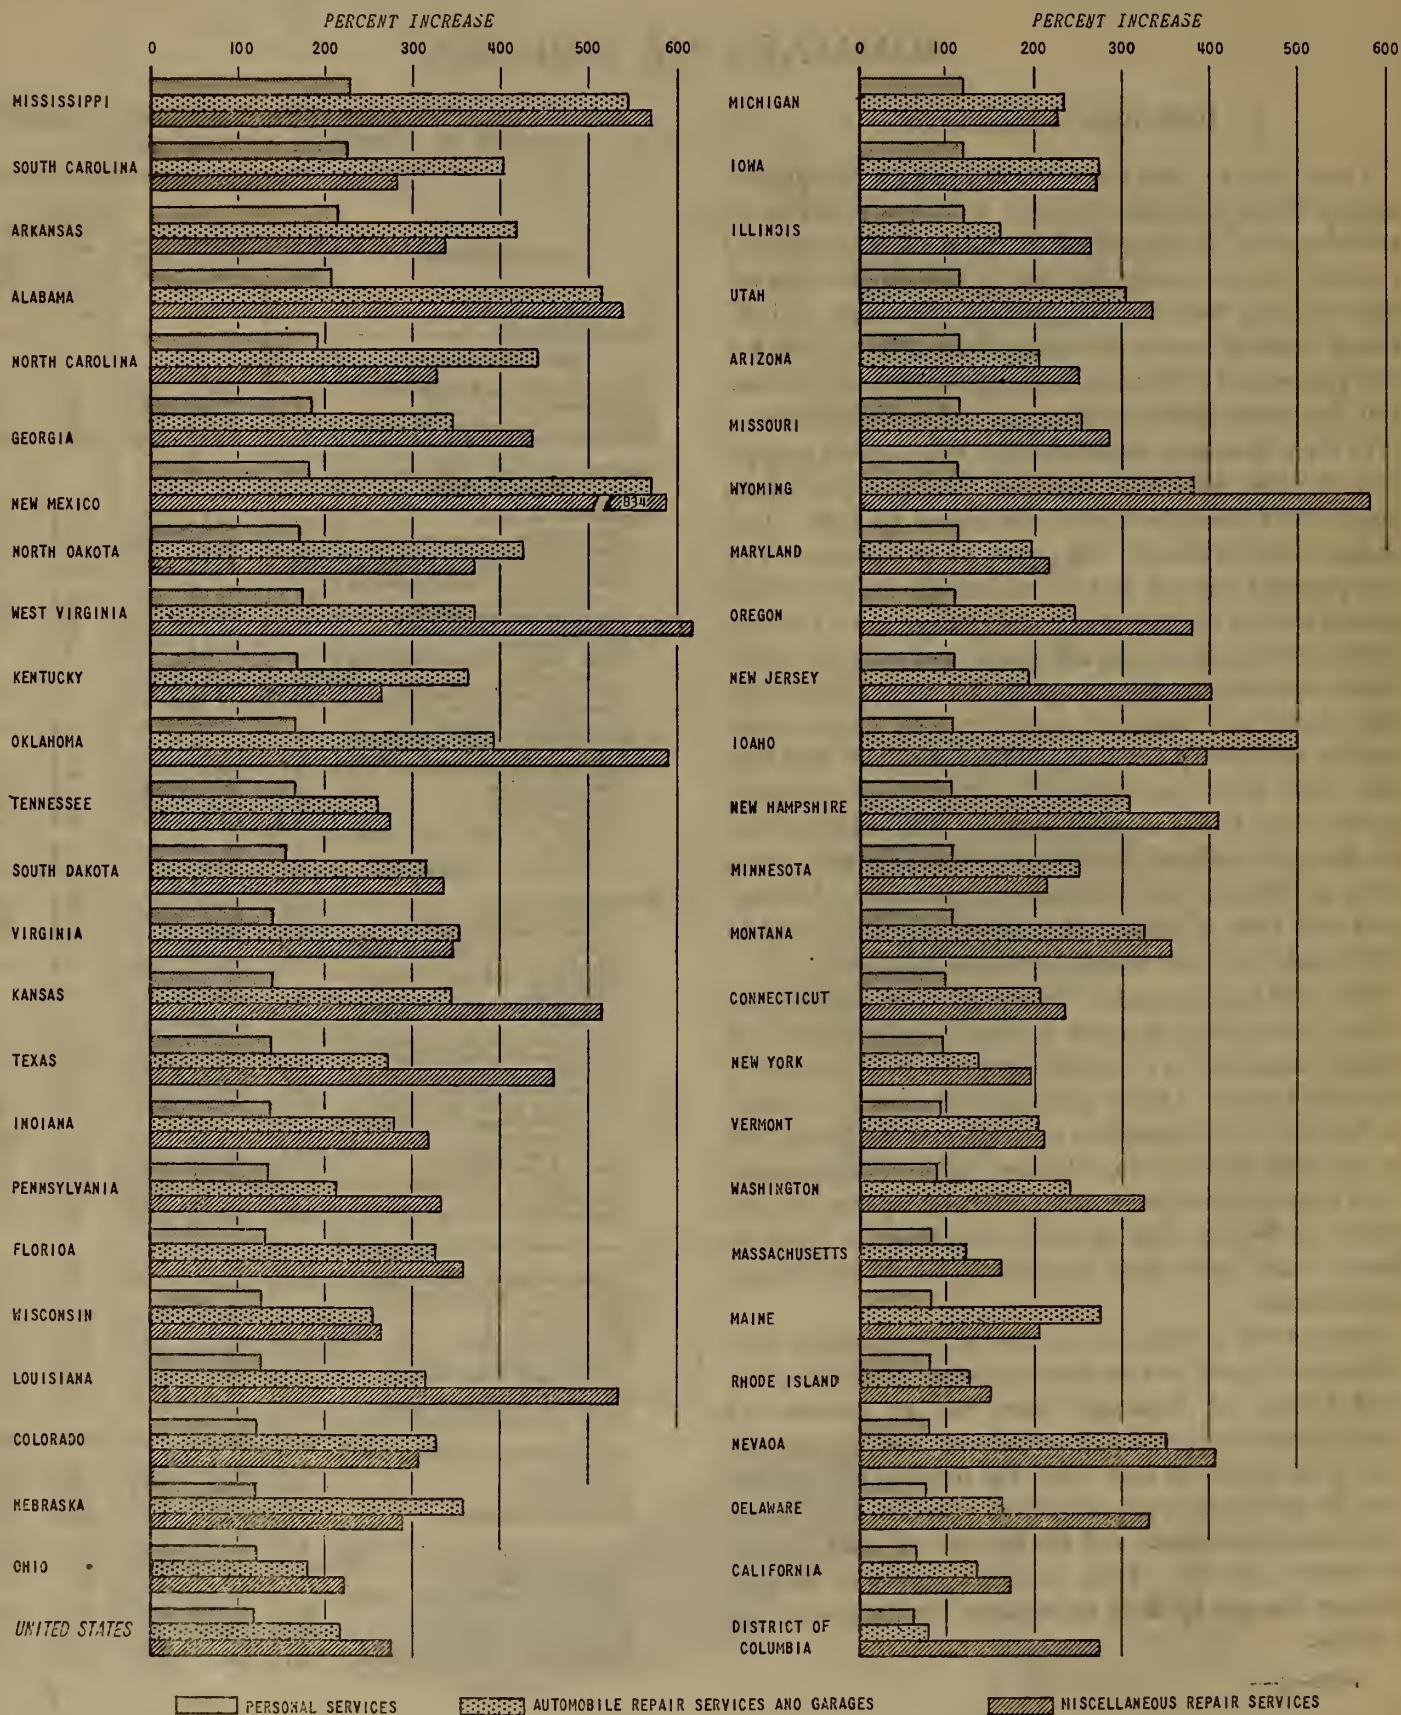 PERCENT INCREASE
0 100 200 300 400 500 600
MISSISSIPPI
SOUTH CAROLINA
ARKANSAS
ALABAMA
NORTH CAROLINA
GEORGIA
NEW MEXICO
834
NORTH OAKOTA
WEST VIRGINIA
KENTUCKY
OKLAHOMA
TENNESSEE
SOUTH DAKOTA
VIRGINIA
KANSAS
TEXAS
INOIANA
PENNSYLVANIA
FLORIOA
WISCONSIN
LOUISIANA
COLORADO
NEBRASKA
OHIO
UNITED STATES
PERCENT INCREASE
0 100 200 300 400 500 600
MICHIGAN
IOWA
ILLINOIS
UTAH
ARIZONA
MISSOURI
WYOMING
MARYLAND
OREGON
NEW JERSEY
IOAHO
NEW HAMPSHIRE
MINNESOTA
MONTANA
CONNECTICUT
NEW YORK
VERMONT
WASHINGTON
MASSACHUSETTS
MAINE
RHODE ISLAND
NEVAOA
OELAWARE
CALIFORNIA
DISTRICT OF
COLUMBIA
PERSONAL SERVICES AUTOMOBILE REPAIR SERVICES ANO GARAGES MISCELLANEOUS REPAIR SERVICES